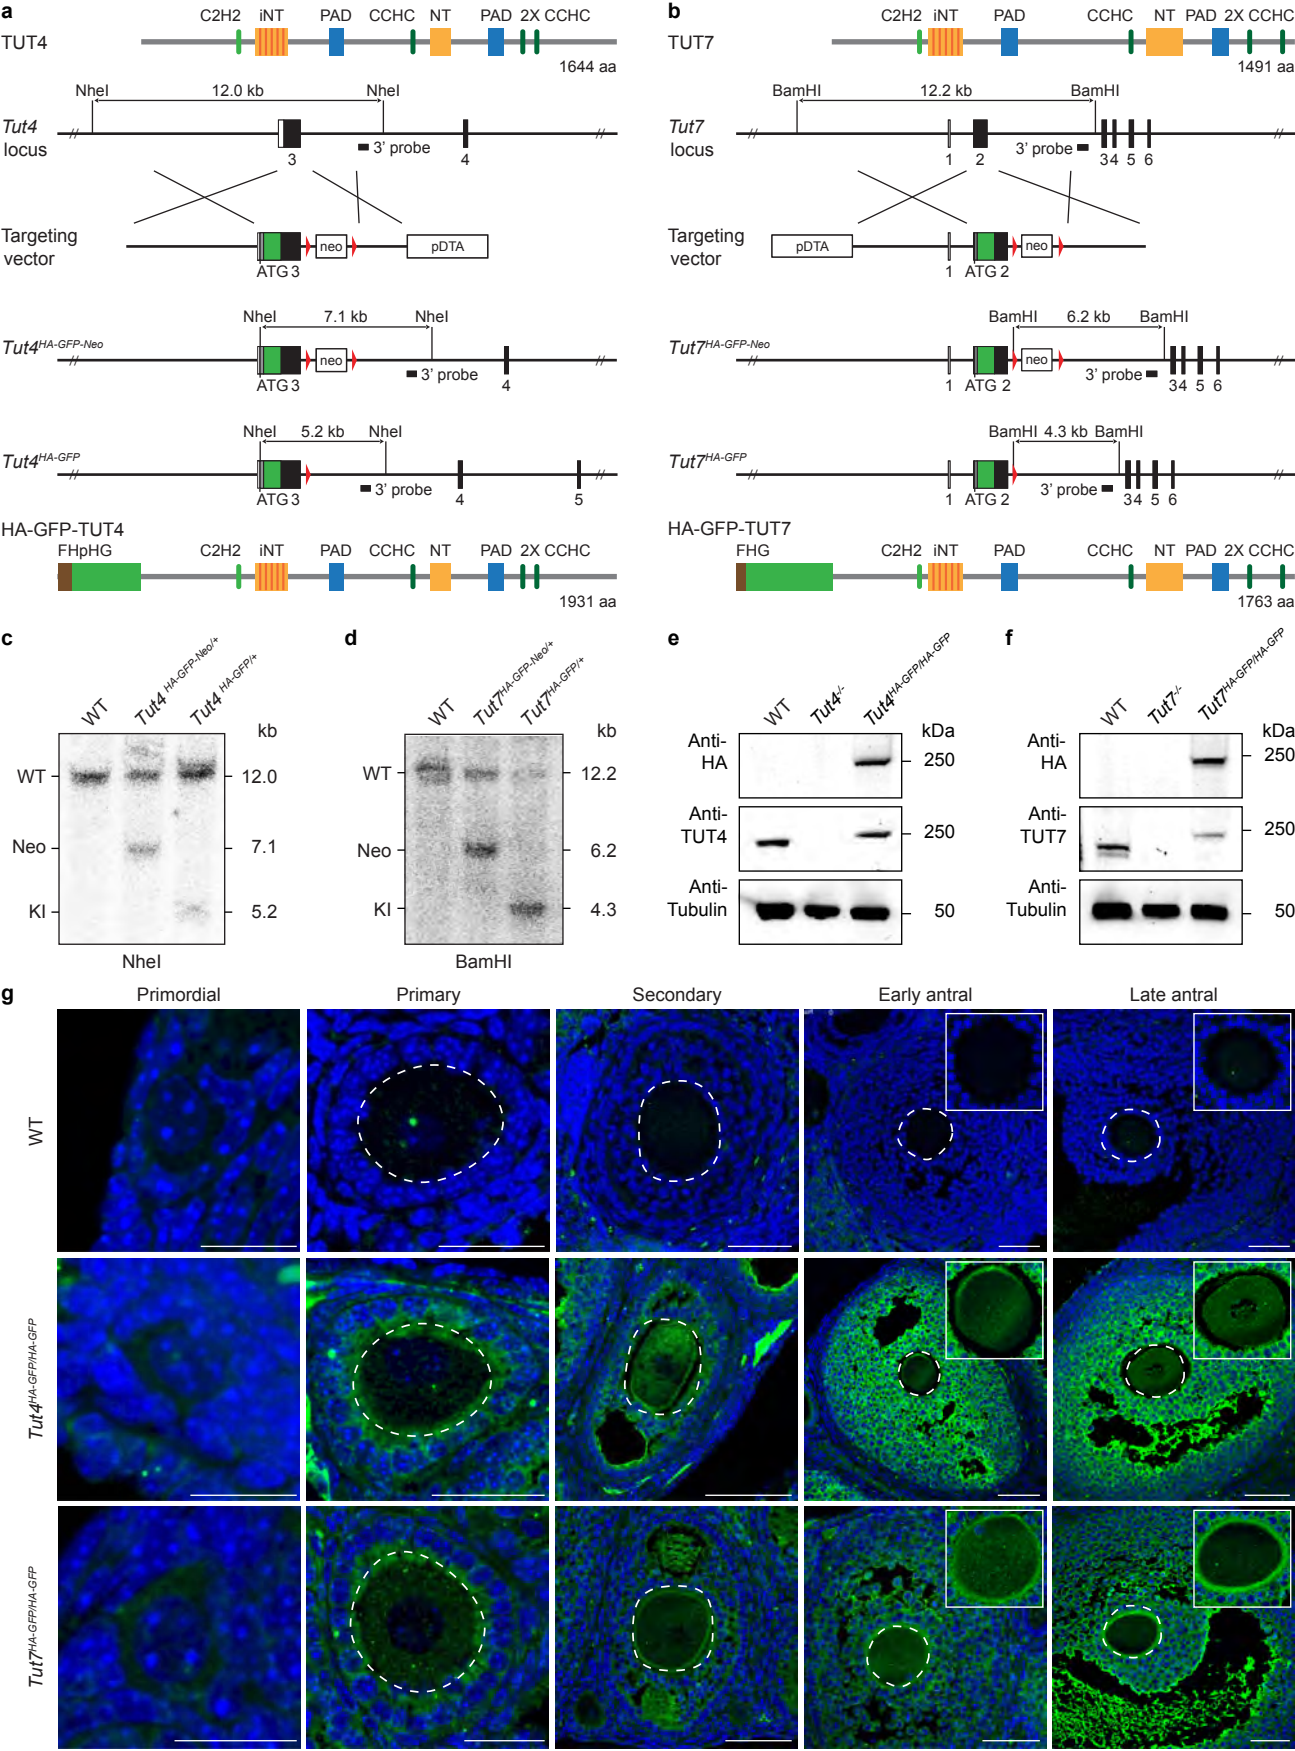 a
C2H2 iNT PAD CCHC NT PAD 2X CCHC
TUT4
1644 aa
NheI 12.0 kb NheI
Tut4 locus
3' probe
3 4
Targeting vector
neo pDTA
ATG 3
NheI 7.1 kb NheI
Tut4HA-GFP-Neo
neo
3' probe
ATG 3 4
NheI 5.2 kb NheI
Tut4HA-GFP
3' probe
ATG 3 4 5
HA-GFP-TUT4
FHpHG C2H2 iNT PAD CCHC NT PAD 2X CCHC
1931 aa
b
C2H2 iNT PAD CCHC NT PAD 2X CCHC
TUT7
1491 aa
BamHI 12.2 kb BamHI
Tut7 locus
3' probe
1 2 3 4 5 6
Targeting vector
pDTA neo
1 ATG 2
BamHI 6.2 kb BamHI
Tut7HA-GFP-Neo
neo
3' probe
1 ATG 2 3 4 5 6
BamHI 4.3 kb BamHI
Tut7HA-GFP
3' probe
1 ATG 2 3 4 5 6
HA-GFP-TUT7
FHG C2H2 iNT PAD CCHC NT PAD 2X CCHC
1763 aa
c
WT Tut4HA-GFP-Neo/+ Tut4HA-GFP/+
kb
WT 12.0
Neo 7.1
KI 5.2
NheI
d
WT Tut7HA-GFP-Neo/+ Tut7HA-GFP/+
kb
WT 12.2
Neo 6.2
KI 4.3
BamHI
e
WT Tut4-/- Tut4HA-GFP/HA-GFP
kDa
Anti-HA 250
Anti-TUT4 250
Anti-Tubulin 50
f
WT Tut7-/- Tut7HA-GFP/HA-GFP
kDa
Anti-HA 250
Anti-TUT7 250
Anti-Tubulin 50
g
Primordial Primary Secondary Early antral Late antral
WT
Tut4HA-GFP/HA-GFP
Tut7HA-GFP/HA-GFP